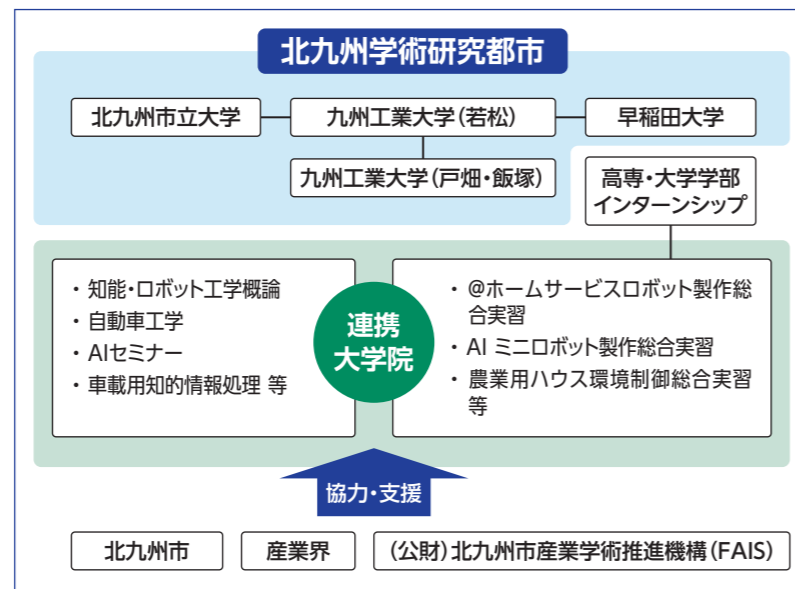 北九州学術研究都市
北九州市立大学
九州工業大学(若松)
早稲田大学
九州工業大学(戸畑・飯塚)
高専・大学学部
インターンシップ
・知能・ロボット工学概論
・自動車工学
・AIセミナー
・車載用知的情報処理 等
連携
大学院
・@ホームサービスロボット製作総
合実習
・AI ミニロボット製作総合実習
・農業用ハウス環境制御総合実習
等
協力・支援
北九州市
産業界
(公財)北九州市産業学術推進機構(FAIS)